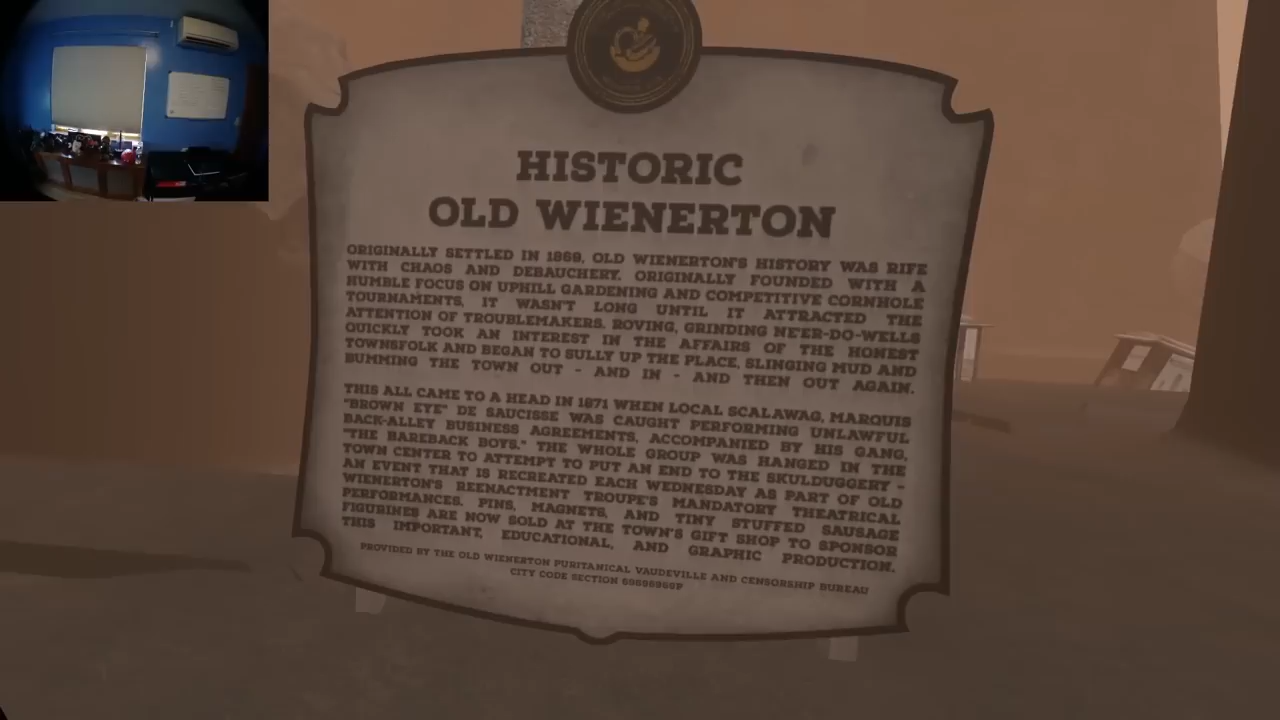 HISTORIC
OLD WIENERTON
ORIGINALLY SETTLED IN 1869, OLD WIENERTON'S HISTORY WAS RIFE
WITH CHAOS AND DEBAUCHERY. ORIGINALLY FOUNDED WITH A
HUMBLE FOCUS ON UPHILL GARDENING AND COMPETITIVE CORNHOLE
TOURNAMENTS, IT WASN'T LONG UNTIL IT ATTRACTED THE
ATTENTION OF TROUBLEMAKERS. ROVING, GRINDING NE'ER-DO-WELLS
QUICKLY TOOK AN INTEREST IN THE AFFAIRS OF THE HONEST
TOWNSFOLK AND BEGAN TO SULLY UP THE PLACE, SLINGING MUD AND
BUMMING THE TOWN OUT - AND IN - AND THEN OUT AGAIN.
THIS ALL CAME TO A HEAD IN 1871 WHEN LOCAL SCALAWAG, MARQUIS
"BROWN EYE" DE SAUCISSE WAS CAUGHT PERFORMING UNLAWFUL
BACK-ALLEY BUSINESS AGREEMENTS, ACCOMPANIED BY HIS GANG,
"THE BAREBACK BOYS." THE WHOLE GROUP WAS HANGED IN THE
TOWN CENTER TO ATTEMPT TO PUT AN END TO THE SKULDUGGERY -
AN EVENT THAT IS RECREATED EACH WEDNESDAY AS PART OF OLD
WIENERTON'S REENACTMENT TROUPE'S MANDATORY THEATRICAL
PERFORMANCES. PINS, MAGNETS, AND TINY STUFFED SAUSAGE
FIGURINES ARE NOW SOLD AT THE TOWN'S GIFT SHOP TO SPONSOR
THIS IMPORTANT, EDUCATIONAL, AND GRAPHIC PRODUCTION.
PROVIDED BY THE OLD WIENERTON PURITANICAL VAUDEVILLE AND CENSORSHIP BUREAU
CITY CODE SECTION